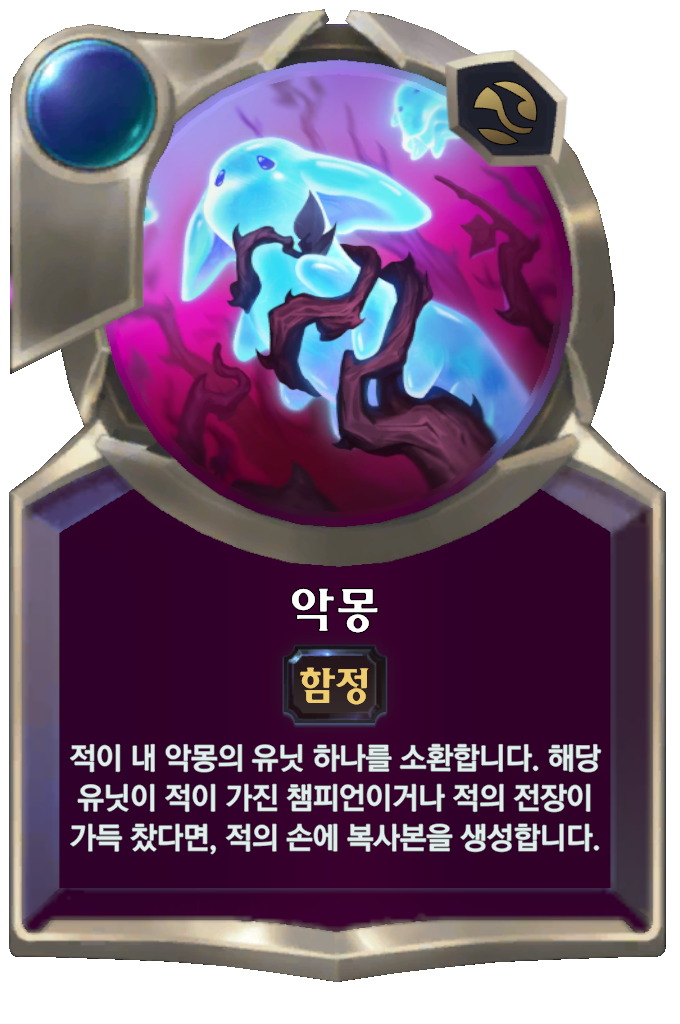 악몽
함정
적이 내 악몽의 유닛 하나를 소환합니다. 해당
유닛이 적이 가진 챔피언이거나 적의 전장이
가득 찼다면, 적의 손에 복사본을 생성합니다.